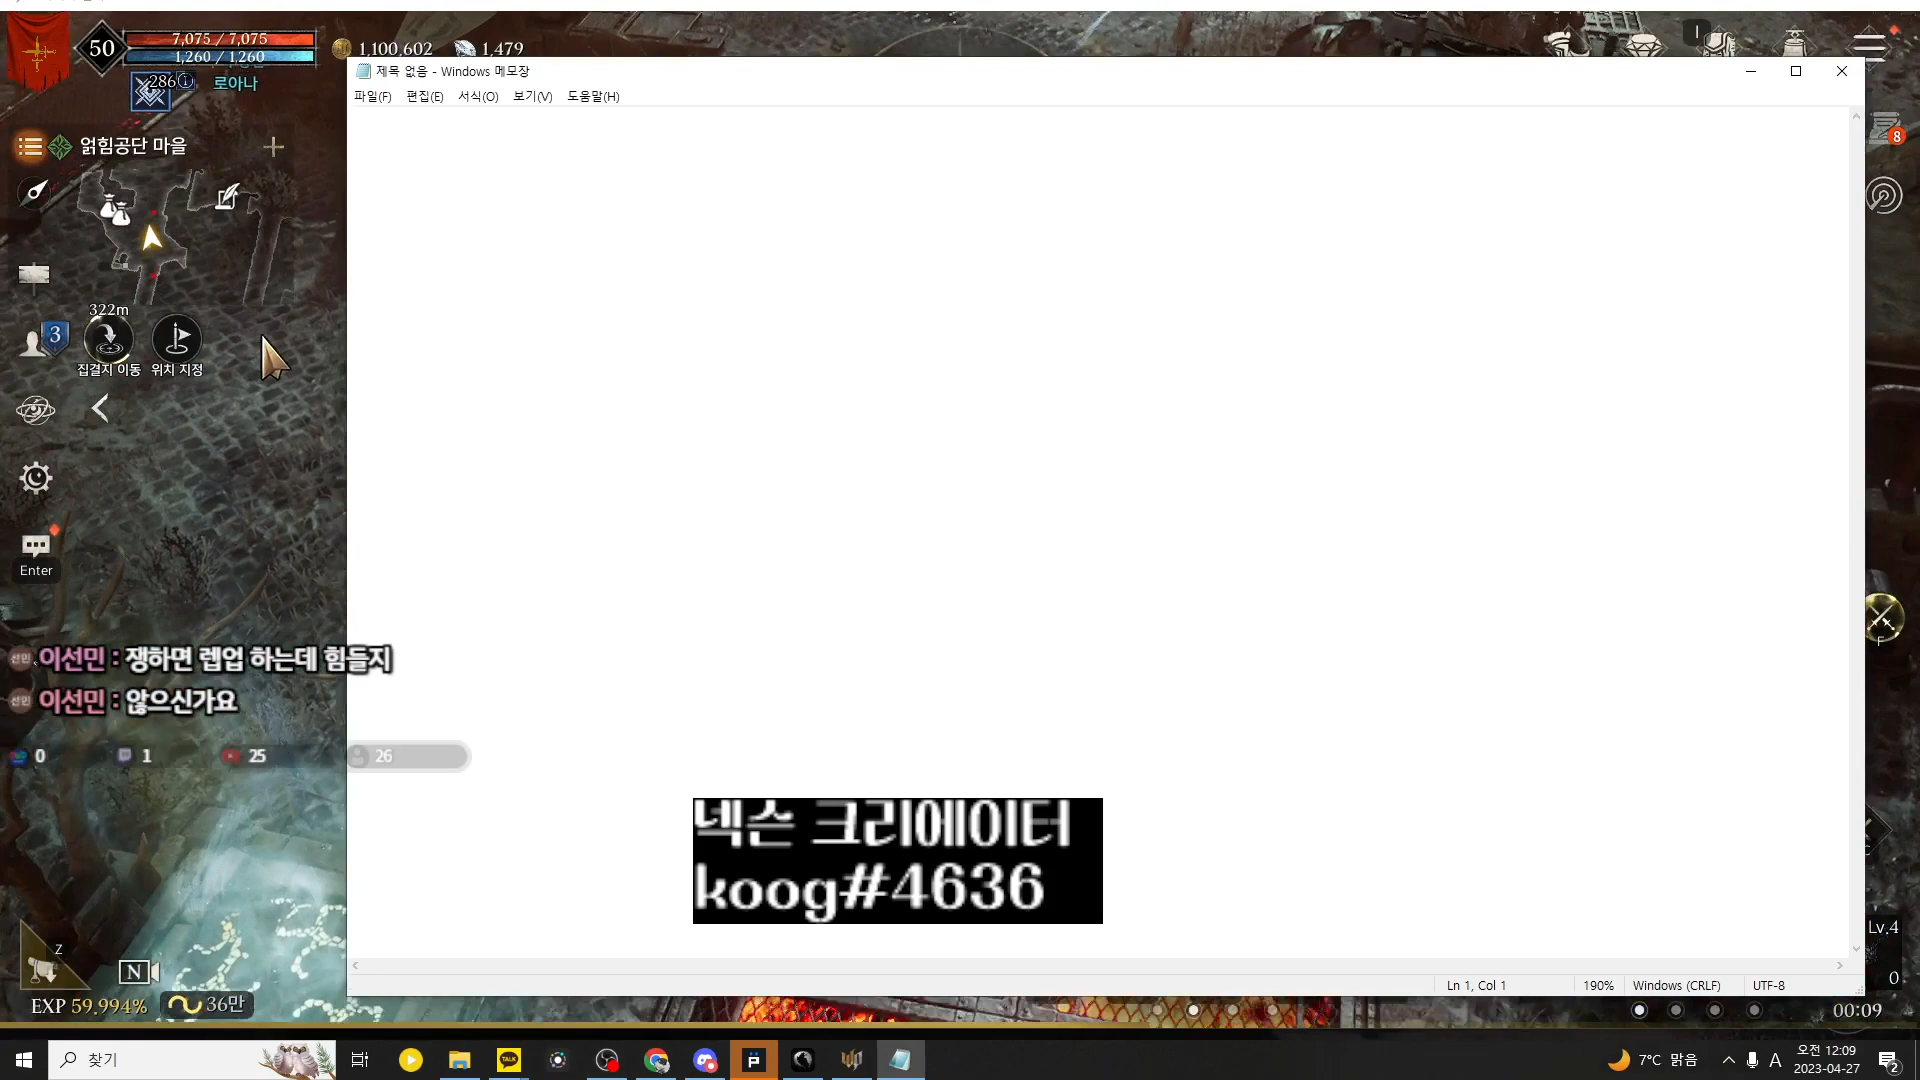 50
7,075 / 7,075
1,260 / 1,260
1,100,602
1,479
286
로아나
제목 없음 - Windows 메모장
파일(F) 편집(E) 서식(O) 보기(V) 도움말(H)
얽힘공단 마을
8
322m
3
집결지 이동 위치 지정
Enter
F
이선민 : 쟁하면 렙업 하는데 힘들지
이선민 : 않으신가요
0 1 25 26
넥슨 크리에이터
koog#4636
Z
N
Lv.4
0
EXP 59.994% 36만
Ln 1, Col 1 190% Windows (CRLF) UTF-8
00:09
찾기
TALK
7°C 맑음
A
오전 12:09
2023-04-27
2